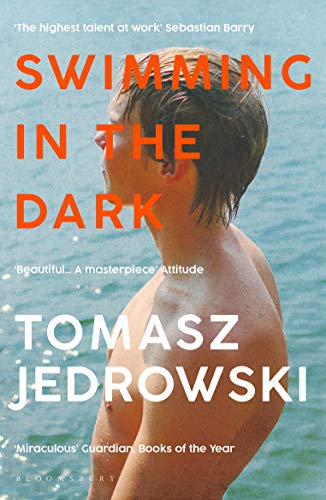 'The highest talent at work' Sebastian Barry
SWIMMING
IN THE
DARK
'Beautiful... A masterpiece' Attitude
TOMASZ
JEDROWSKI
'Miraculous' Guardian, Books of the Year
BLOOMSBURY